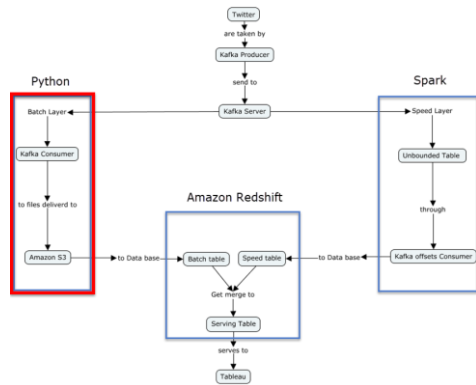 Twitter
are taken by
Kafka Producer
Python
send to
Spark
Batch Layer
Kafka Server
Speed Layer
Kafka Consumer
Unbounded Table
to files deliverd to
through
Amazon Redshift
Amazon S3
to Data base
Batch table
Speed table
to Data base
Kafka offsets Consumer
Get merge to
Serving Table
serves to
Tableau